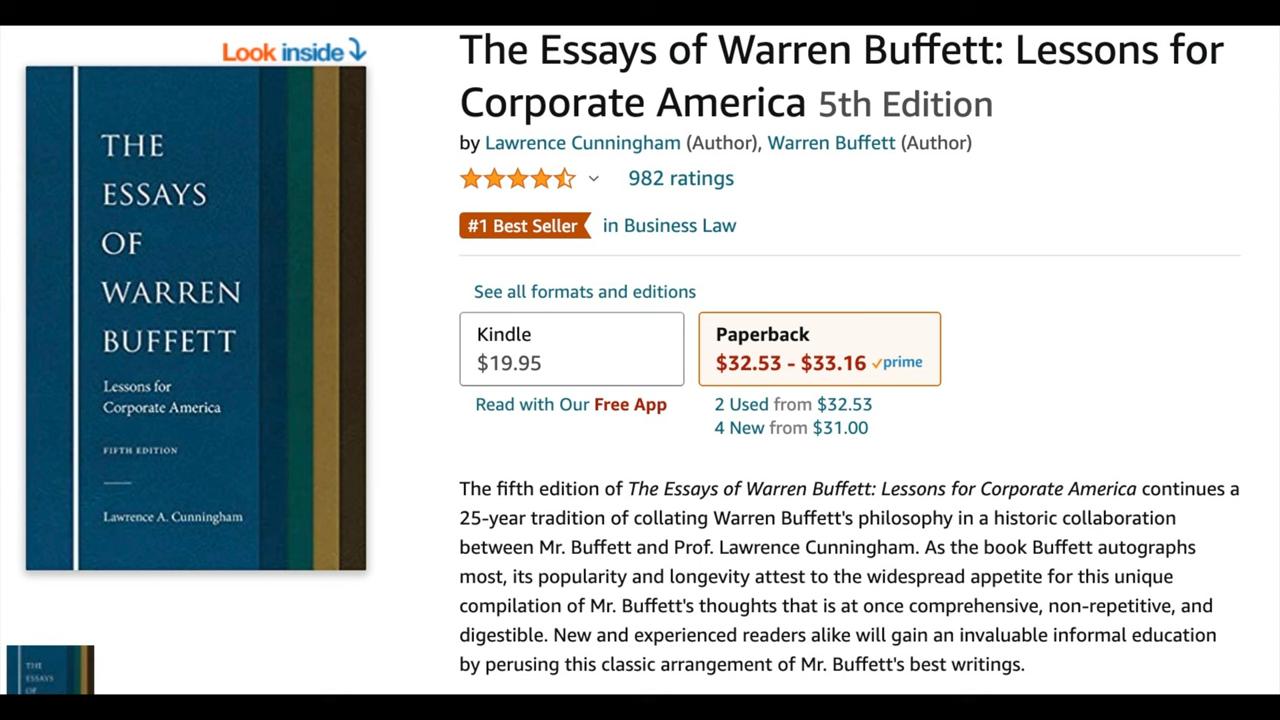 Look inside
THE
ESSAYS
OF
WARREN
BUFFETT
Lessons for
Corporate America
FIFTH EDITION
Lawrence A. Cunningham
THE
ESSAYS
OF
The Essays of Warren Buffett: Lessons for
Corporate America 5th Edition
by Lawrence Cunningham (Author), Warren Buffett (Author)
982 ratings
#1 Best Seller in Business Law
See all formats and editions
Kindle
$19.95
Read with Our Free App
Paperback
$32.53 - $33.16 prime
2 Used from $32.53
4 New from $31.00
The fifth edition of The Essays of Warren Buffett: Lessons for Corporate America continues a
25-year tradition of collating Warren Buffett's philosophy in a historic collaboration
between Mr. Buffett and Prof. Lawrence Cunningham. As the book Buffett autographs
most, its popularity and longevity attest to the widespread appetite for this unique
compilation of Mr. Buffett's thoughts that is at once comprehensive, non-repetitive, and
digestible. New and experienced readers alike will gain an invaluable informal education
by perusing this classic arrangement of Mr. Buffett's best writings.